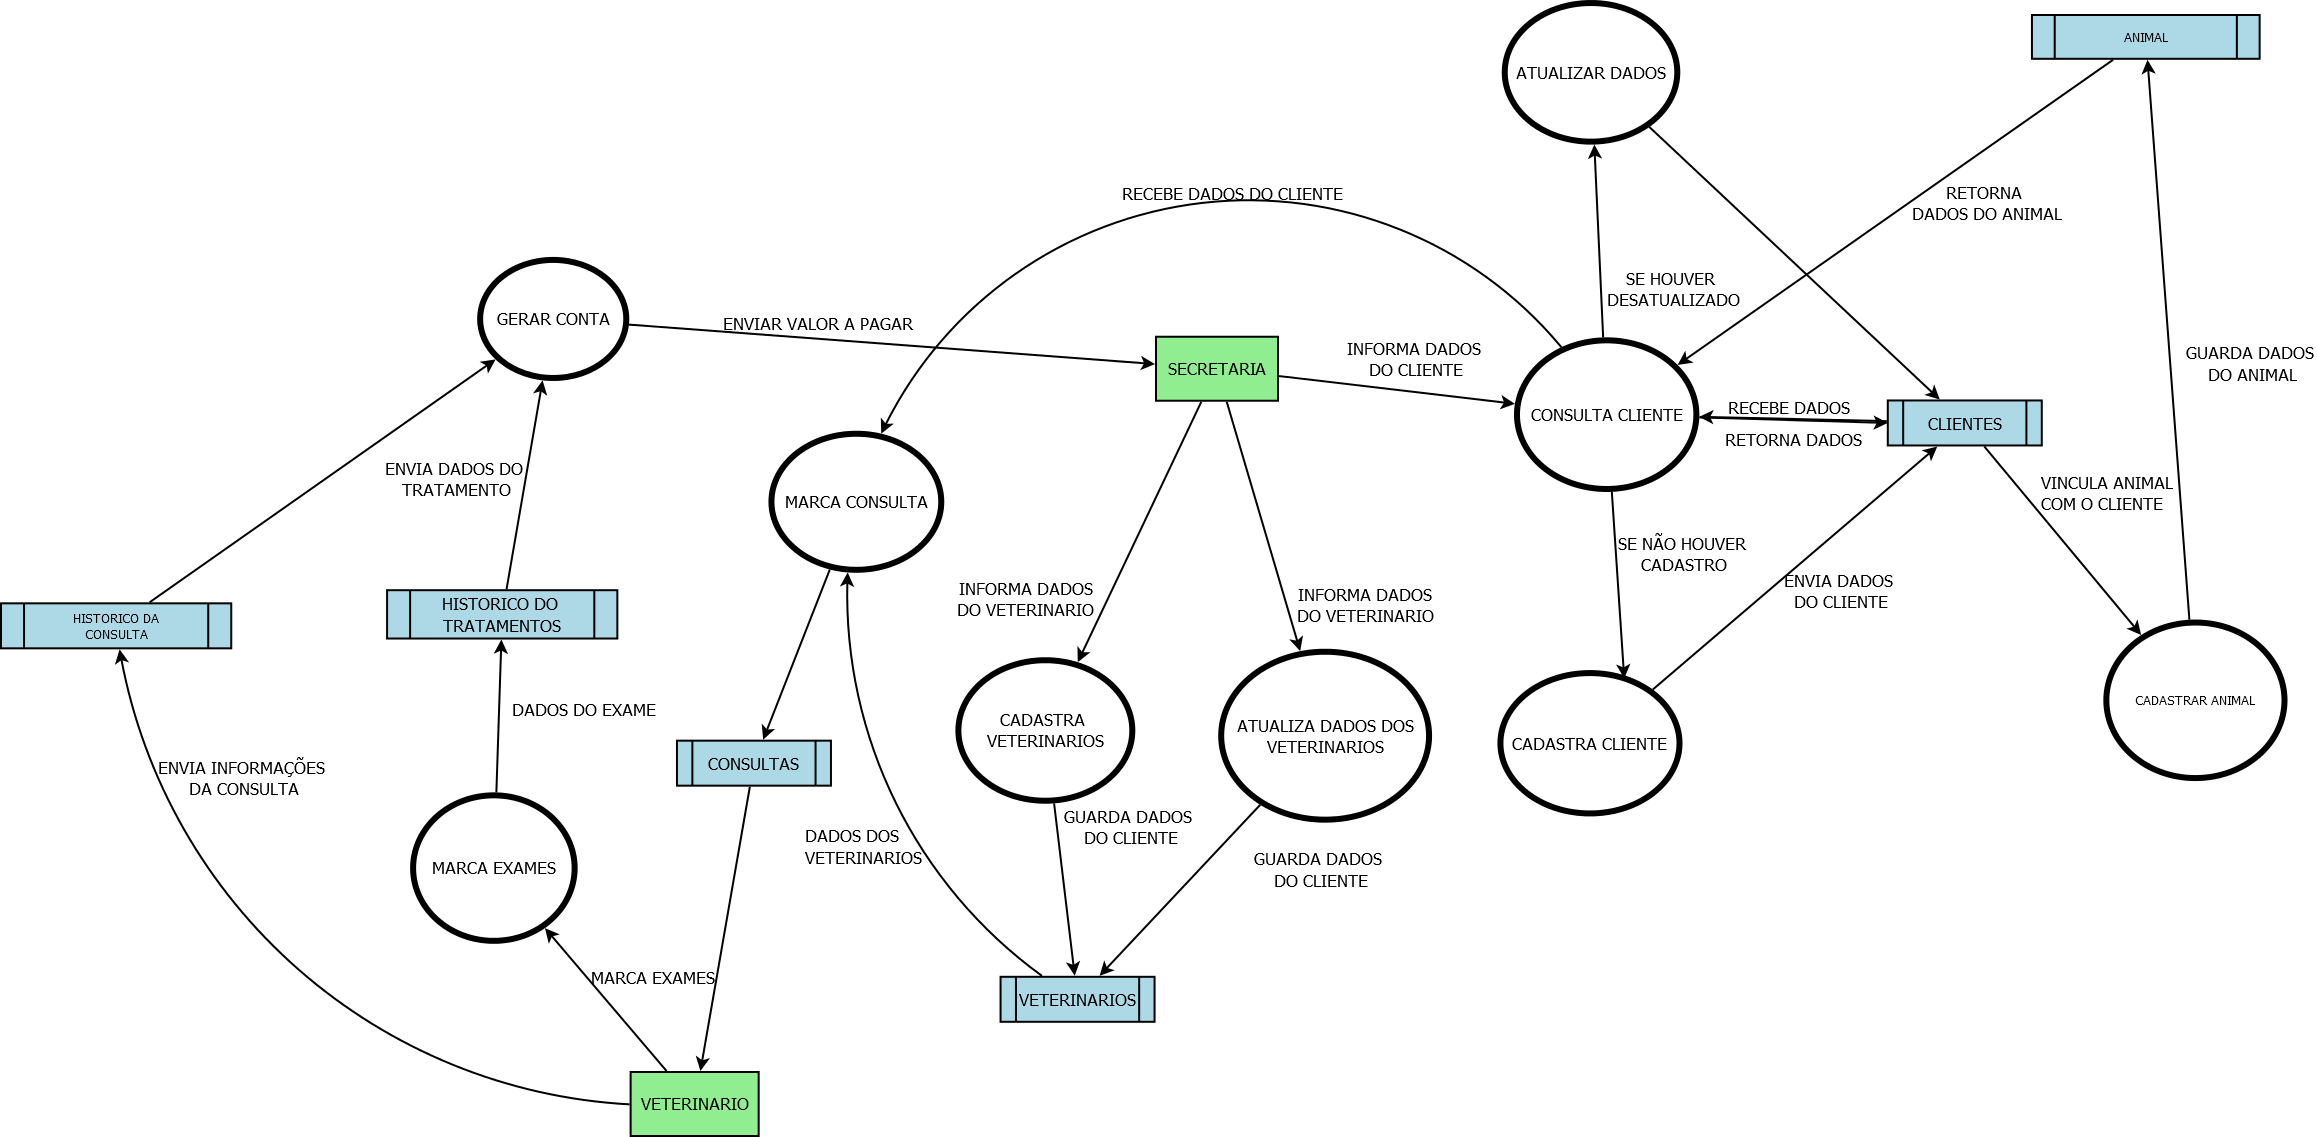 ANIMAL
ATUALIZAR DADOS
RECEBE DADOS DO CLIENTE
RETORNA
DADOS DO ANIMAL
SE HOUVER
DESATUALIZADO
GERAR CONTA
ENVIAR VALOR A PAGAR
SECRETARIA
INFORMA DADOS
DO CLIENTE
GUARDA DADOS
DO ANIMAL
CONSULTA CLIENTE
RECEBE DADOS
RETORNA DADOS
CLIENTES
ENVIA DADOS DO
TRATAMENTO
MARCA CONSULTA
VINCULA ANIMAL
COM O CLIENTE
SE NÃO HOUVER
CADASTRO
ENVIA DADOS
DO CLIENTE
HISTORICO DA
CONSULTA
HISTORICO DO
TRATAMENTOS
INFORMA DADOS
DO VETERINARIO
INFORMA DADOS
DO VETERINARIO
DADOS DO EXAME
CADASTRA
VETERINARIOS
ATUALIZA DADOS DOS
VETERINARIOS
CADASTRA CLIENTE
CADASTRAR ANIMAL
ENVIA INFORMAÇÕES
DA CONSULTA
CONSULTAS
GUARDA DADOS
DO CLIENTE
DADOS DOS
VETERINARIOS
GUARDA DADOS
DO CLIENTE
MARCA EXAMES
MARCA EXAMES
VETERINARIOS
VETERINARIO